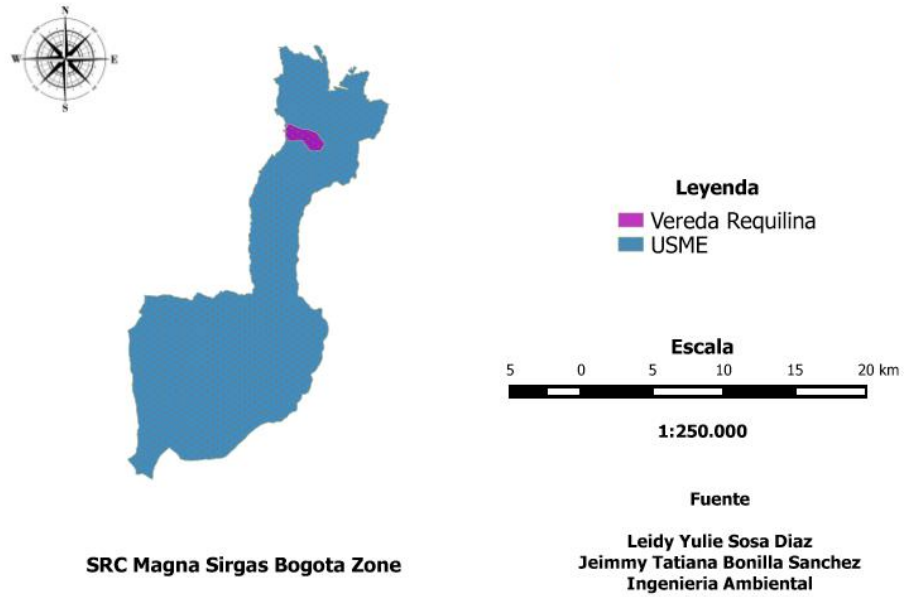 N
W E
S
Leyenda
Vereda Requilina
USME
Escala
5 0 5 10 15 20 km
1:250.000
Fuente
Leidy Yulie Sosa Diaz
Jeimmy Tatiana Bonilla Sanchez
Ingenieria Ambiental
SRC Magna Sirgas Bogota Zone